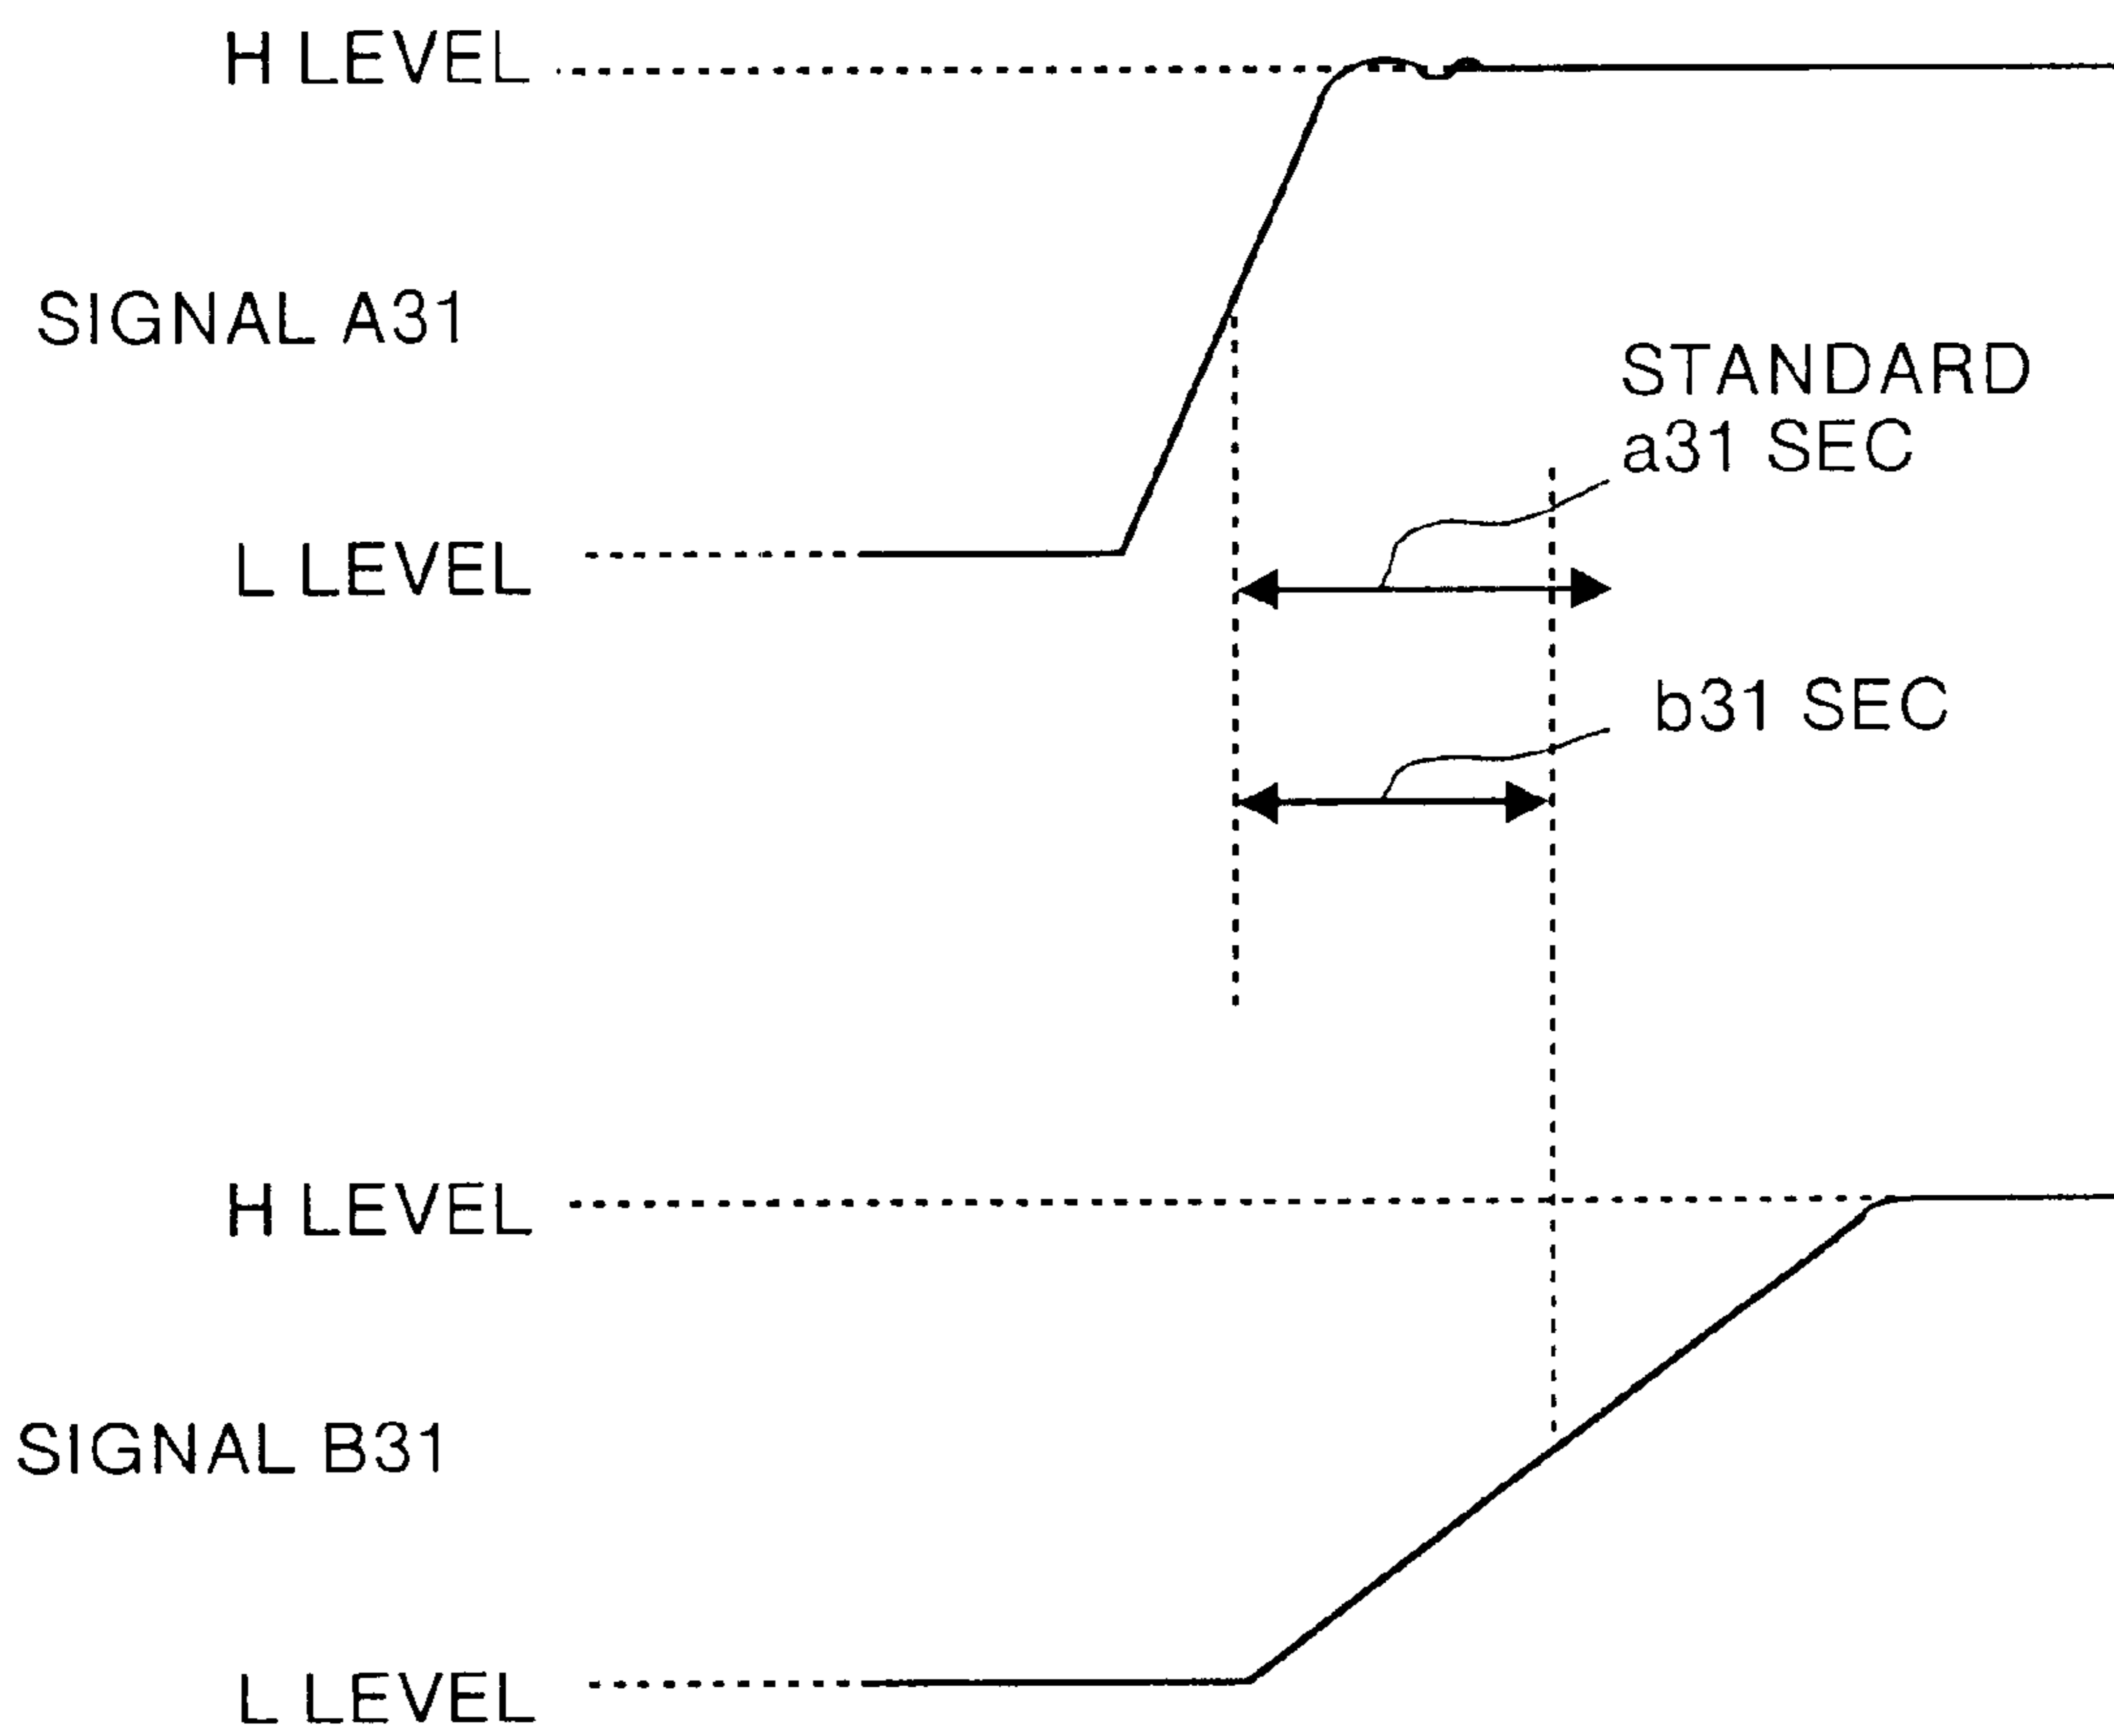 H LEVEL
SIGNAL A31
STANDARD
a31 SEC
L LEVEL
b31 SEC
H LEVEL
SIGNAL B31
L LEVEL